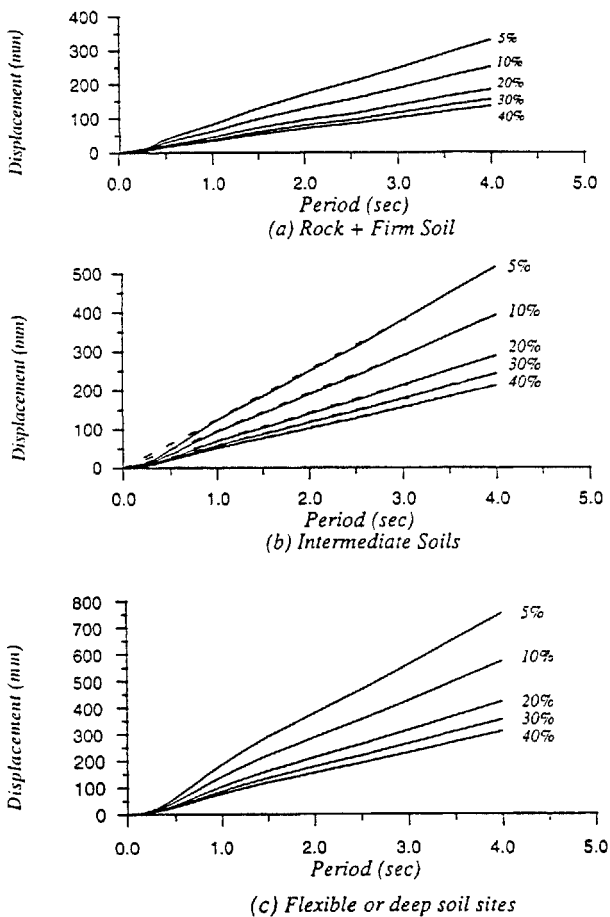 400
300
200
100
0
Displacement (mm)
5%
10%
20%
30%
40%
0.0 1.0 2.0 3.0 4.0 5.0
Period (sec)
(a) Rock + Firm Soil
500
400
300
200
100
0
Displacement (mm)
5%
10%
20%
30%
40%
0.0 1.0 2.0 3.0 4.0 5.0
Period (sec)
(b) Intermediate Soils
800
700
600
500
400
300
200
100
0
Displacement (mm)
5%
10%
20%
30%
40%
0.0 1.0 2.0 3.0 4.0 5.0
Period (sec)
(c) Flexible or deep soil sites